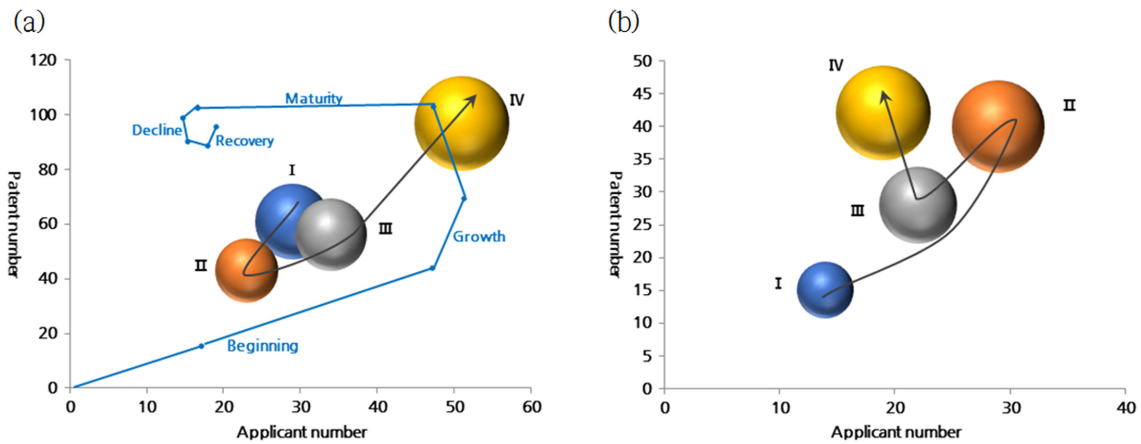 (a)
Patent number
120
100
80
60
40
20
0
Maturity
Decline
Recovery
Growth
Beginning
I
II
III
IV
0 10 20 30 40 50 60
Applicant number
(b)
Patent number
50
45
40
35
30
25
20
15
10
5
0
IV
II
III
I
0 10 20 30 40
Applicant number